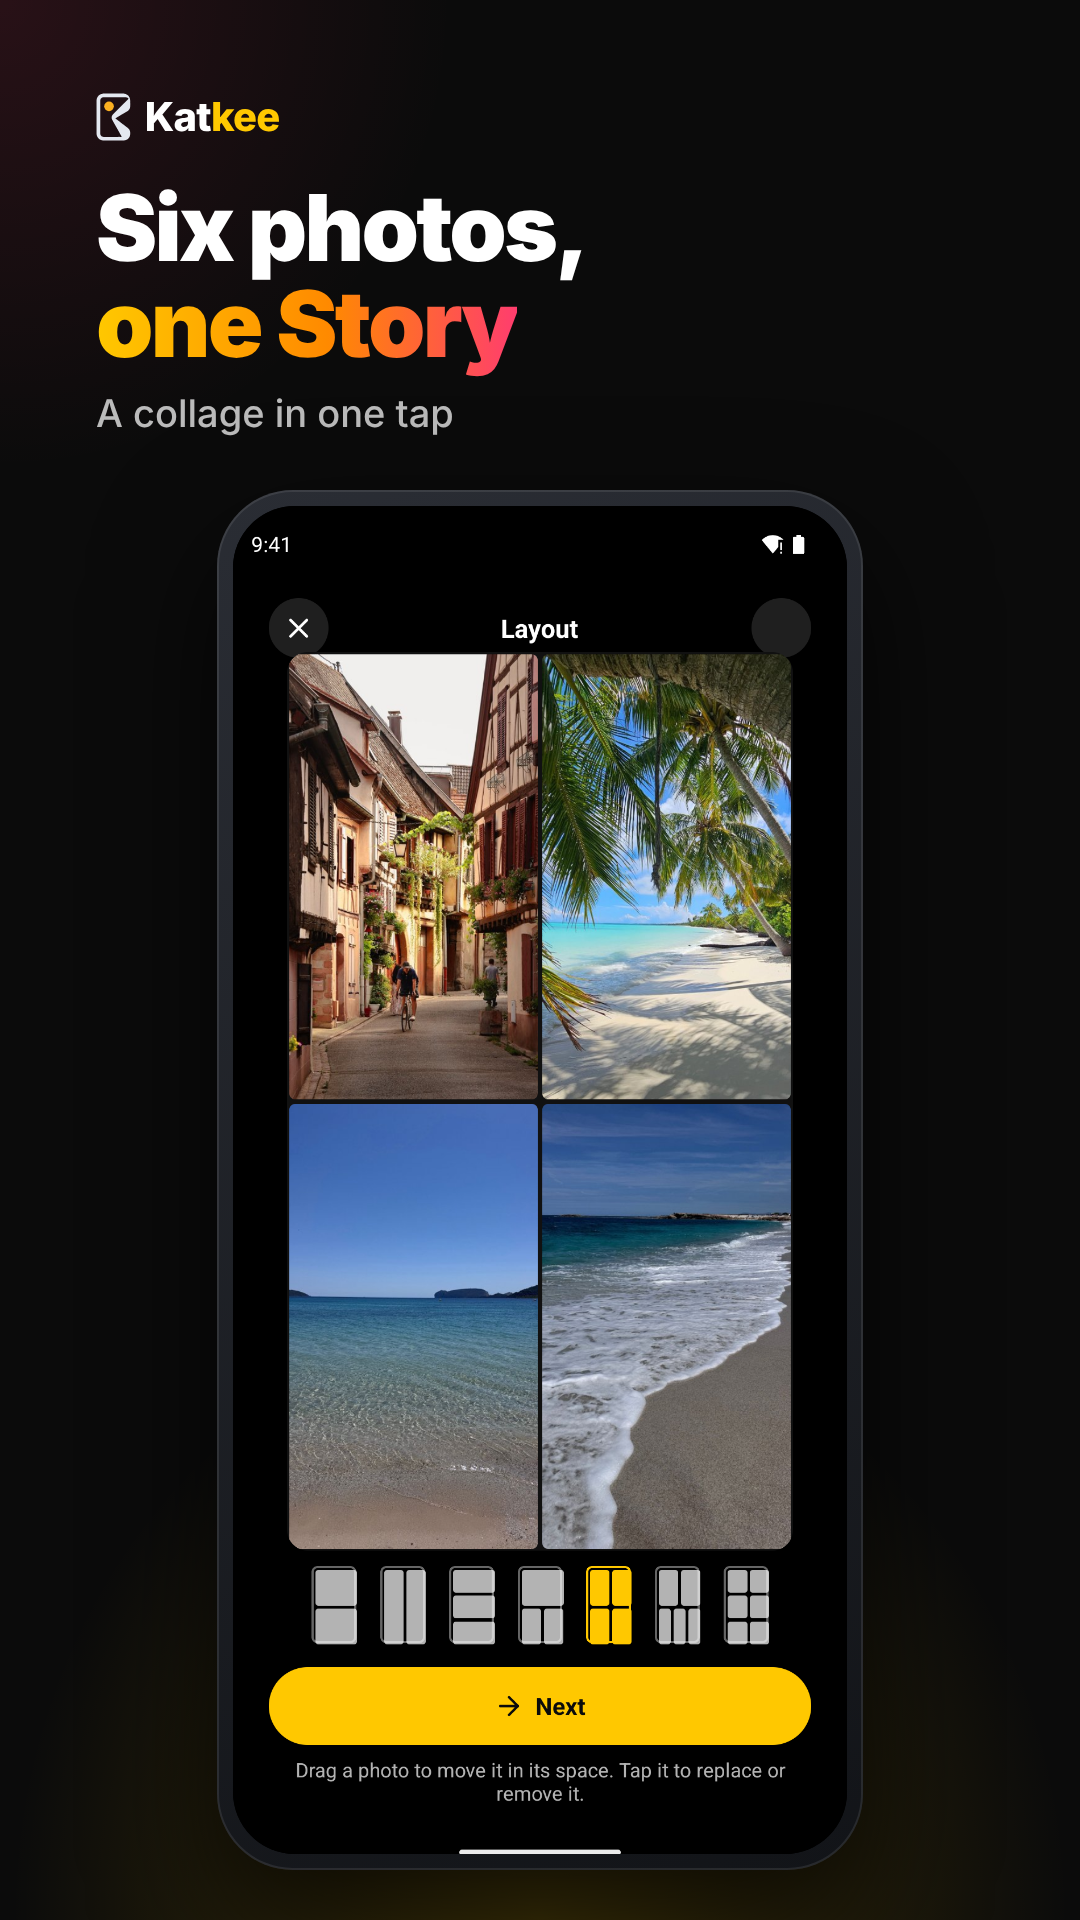 Katkee
Six photos,
one Story
A collage in one tap
9:41
Layout
Next
Drag a photo to move it in its space. Tap it to replace or
remove it.